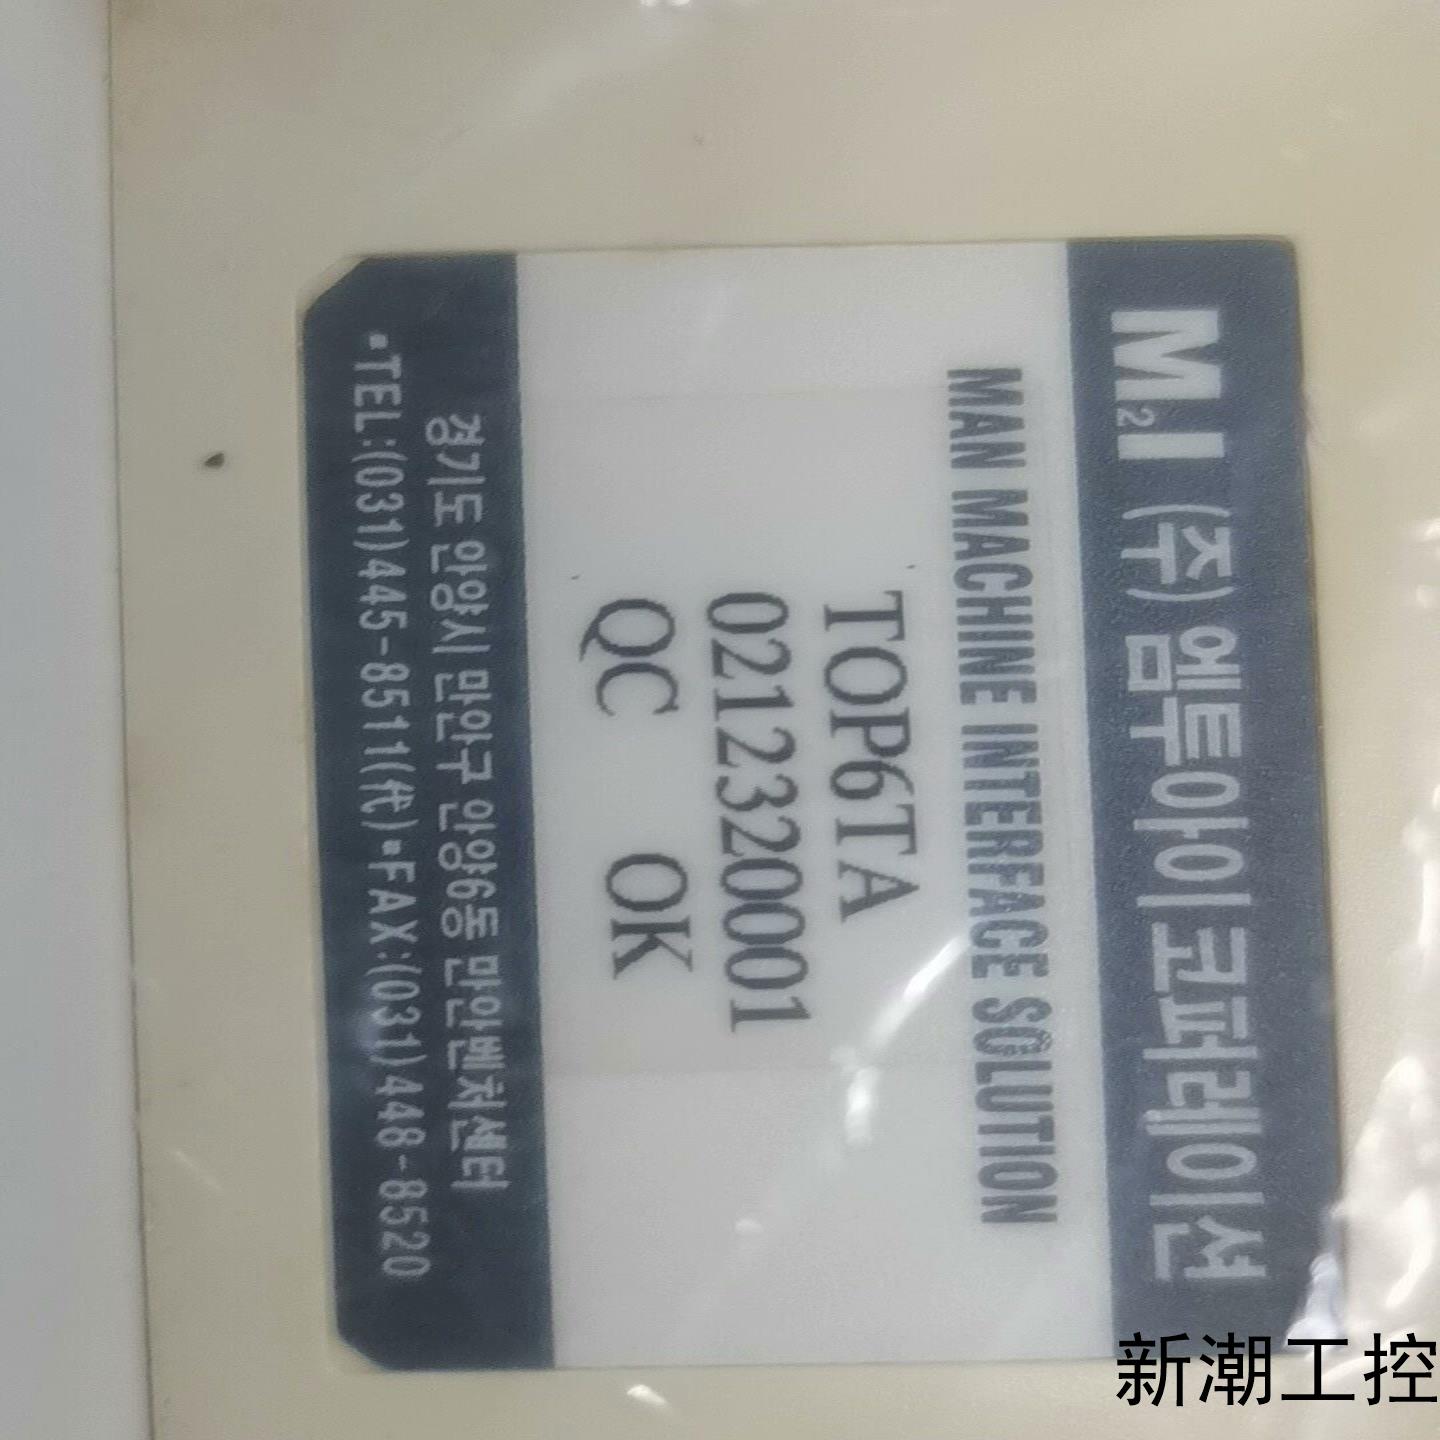 M2I (주)엠투아이코퍼레이션
MAN MACHINE INTERFACE SOLUTION
TOP6TA
0212320001
QC OK
경기도 안양시 만안구 안양6동 만안벤처센터
▪TEL:(031)445-8511(代)▪FAX:(031)448-8520
新潮工控